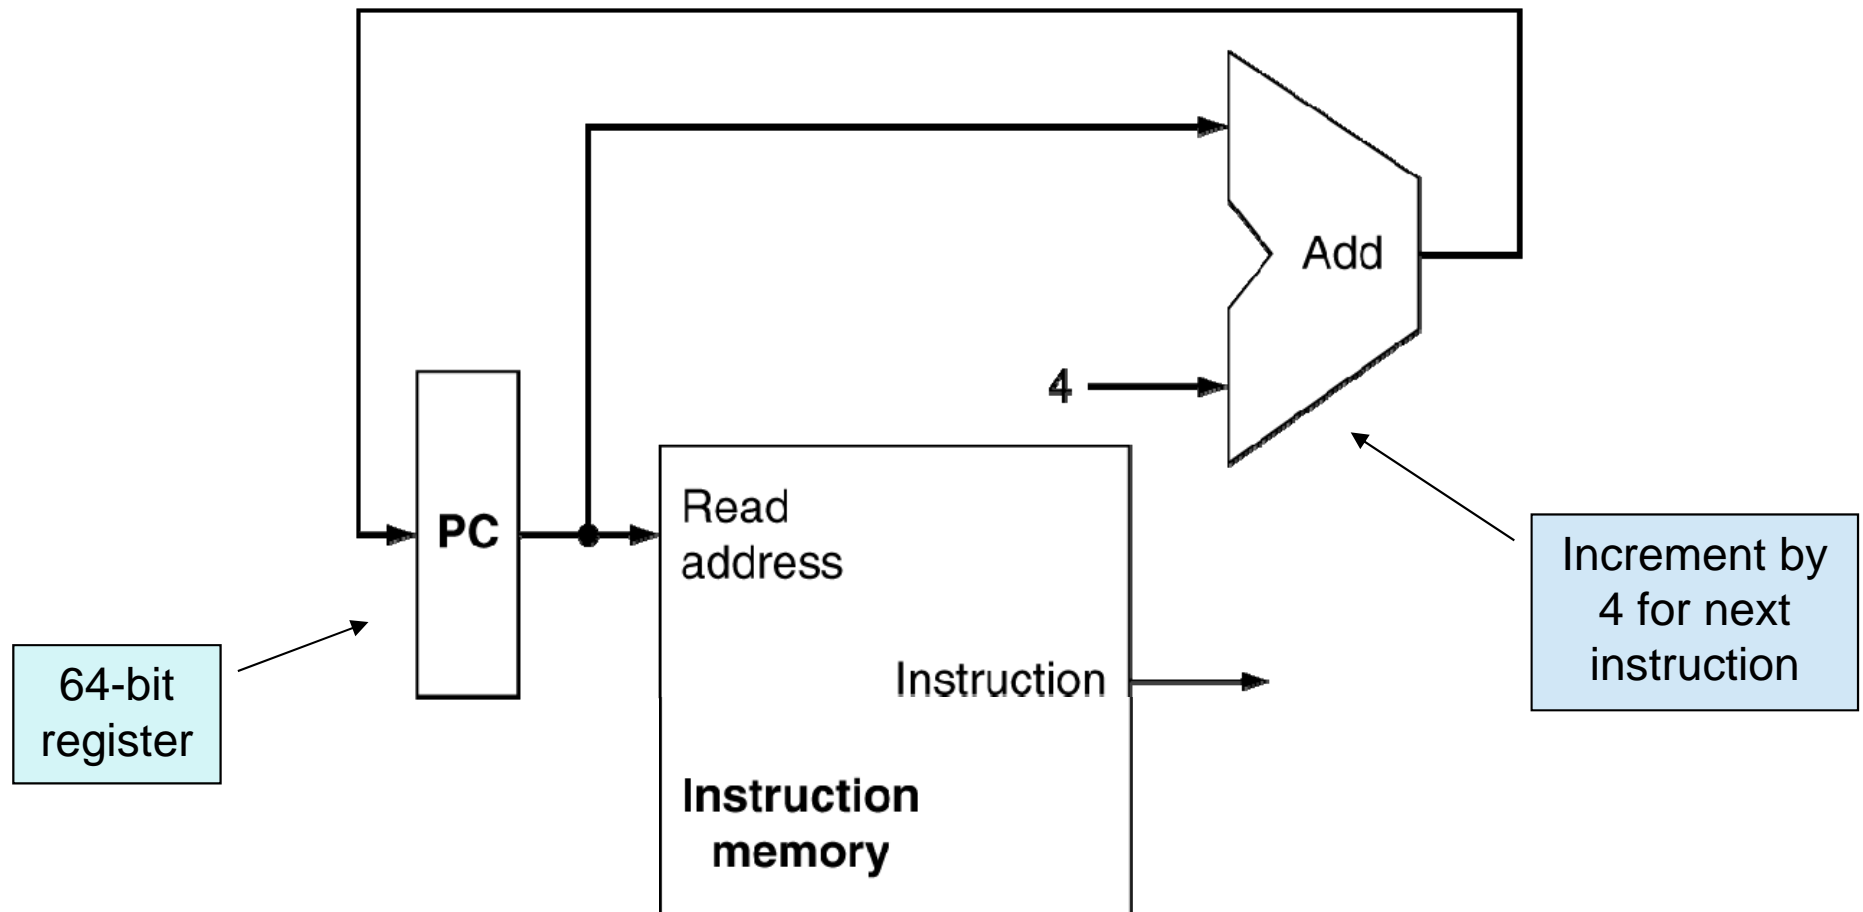 Add
4
PC
Read
address
Increment by
4 for next
instruction
Instruction
64-bit
register
Instruction
memory